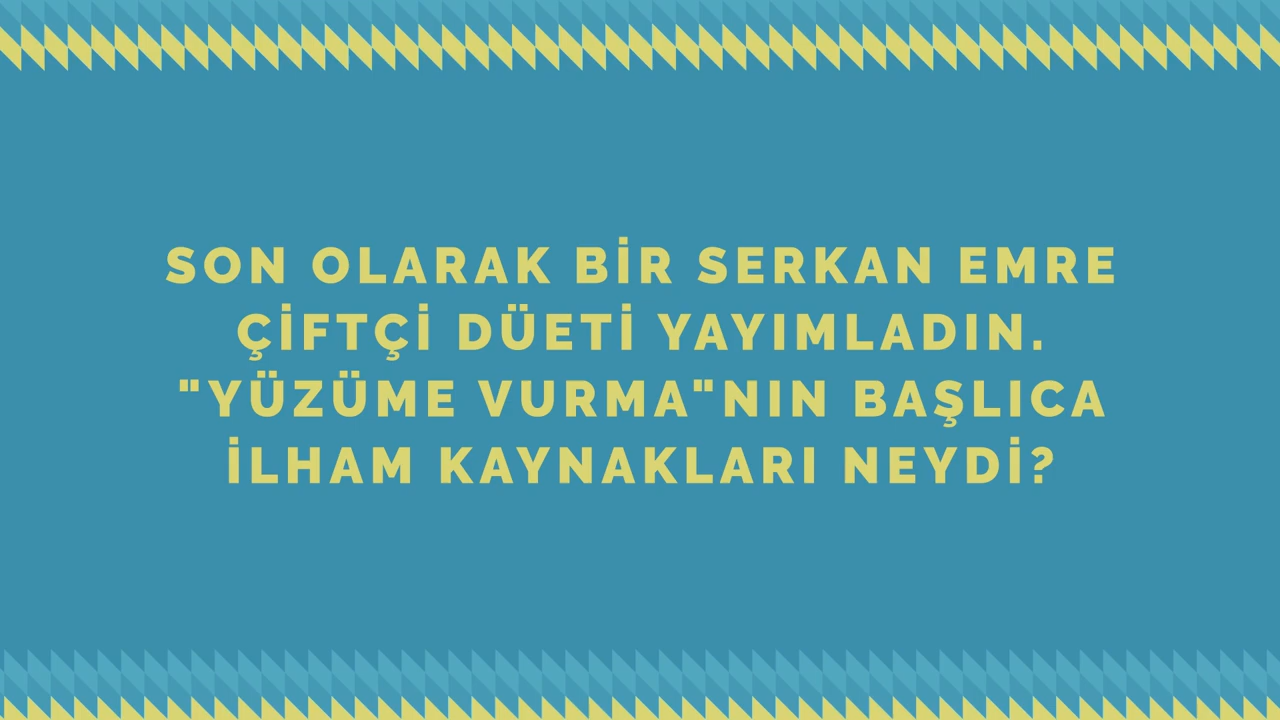 SON OLARAK BİR SERKAN EMRE
ÇİFTÇİ DÜETİ YAYIMLADIN.
"YÜZÜME VURMA"NIN BAŞLICA
İLHAM KAYNAKLARI NEYDİ?